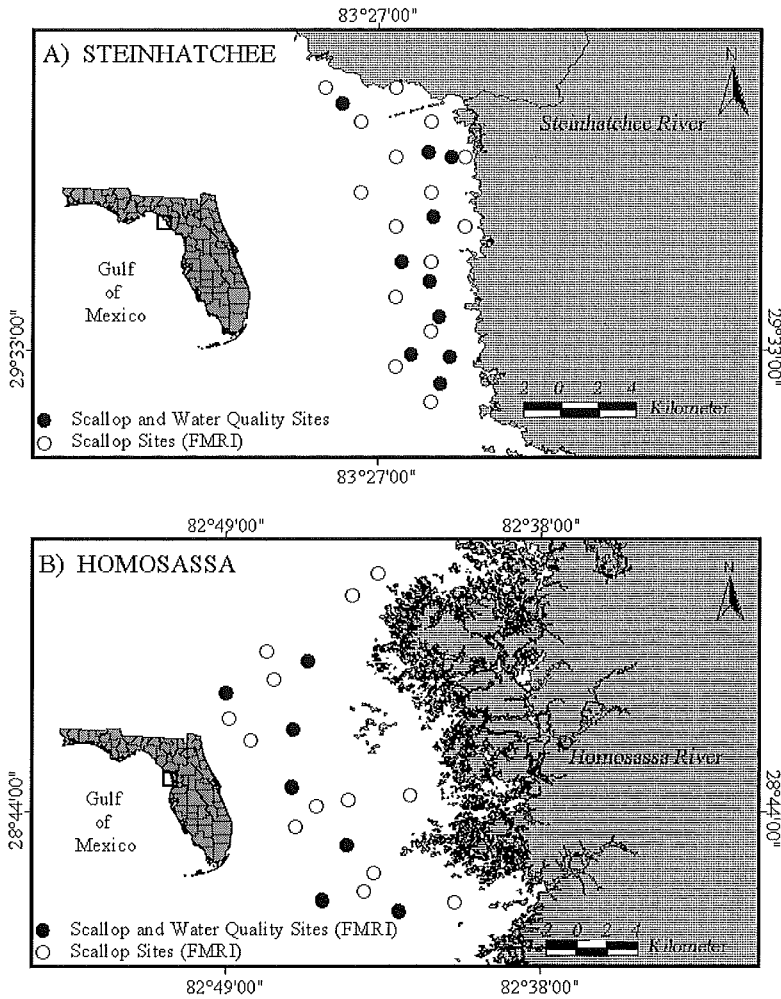 83°27'00"
A) STEINHATCHEE
N
Steinhatchee River
Gulf
of
Mexico
29°33'00"
29°33'00"
2 0 2 4
Kilometer
Scallop and Water Quality Sites
Scallop Sites (FMRI)
83°27'00"
82°49'00"
82°38'00"
B) HOMOSASSA
N
Homosassa River
Gulf
of
Mexico
28°44'00"
28°44'00"
Scallop and Water Quality Sites (FMRI)
Scallop Sites (FMRI)
-2 0 2 4
Kilometer
82°49'00"
82°38'00"